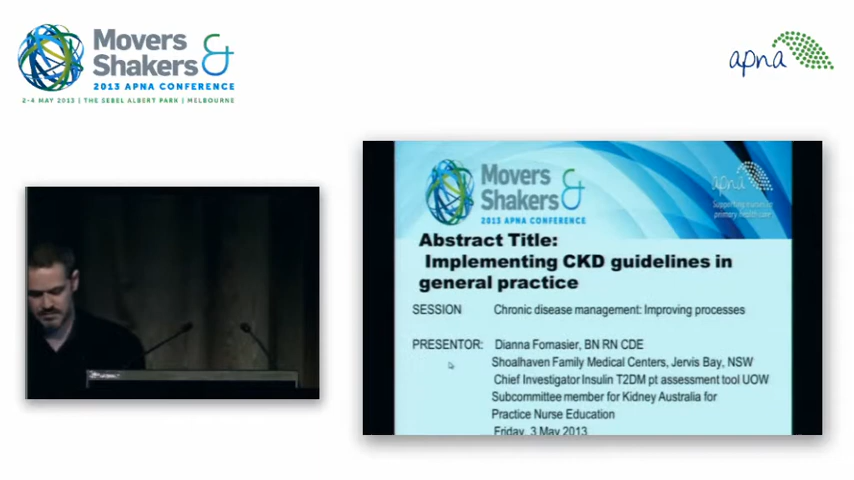 Movers &
Shakers
2013 APNA CONFERENCE
2-4 MAY 2013 | THE SEBEL ALBERT PARK | MELBOURNE
apna
Movers &
Shakers
2013 APNA CONFERENCE
apna
Supporting nurses in
primary health care
Abstract Title:
Implementing CKD guidelines in
general practice
SESSION Chronic disease management: Improving processes
PRESENTOR: Dianna Fornasier, BN RN CDE
Shoalhaven Family Medical Centers, Jervis Bay, NSW
Chief Investigator Insulin T2DM pt assessment tool UOW
Subcommittee member for Kidney Australia for
Practice Nurse Education
Friday, 3 May 2013